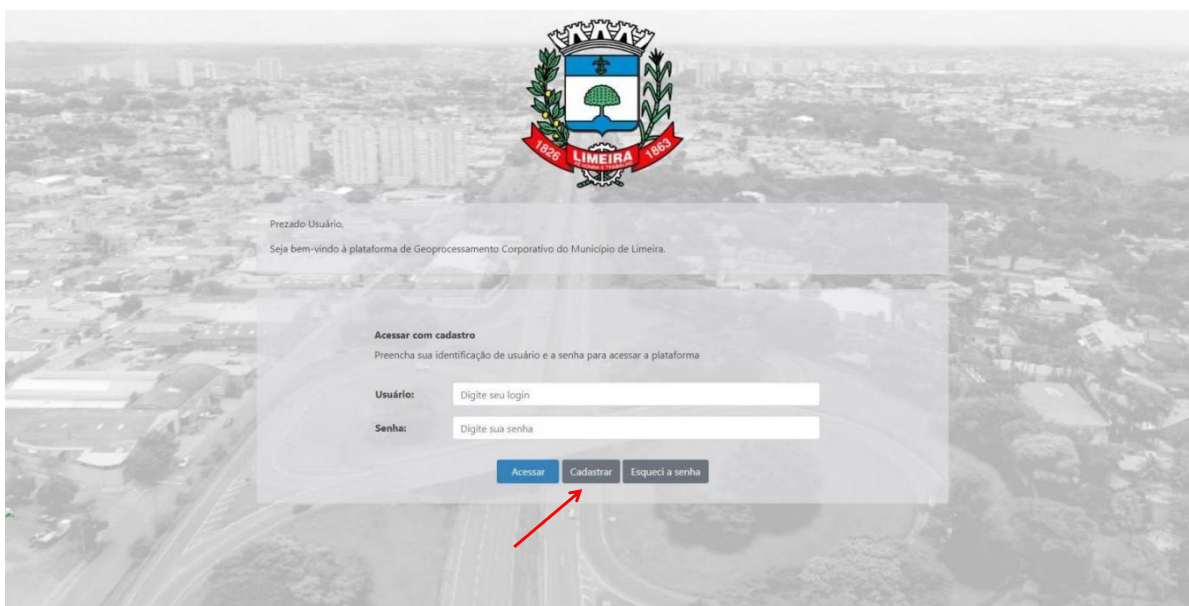 1826 LIMEIRA 1863
Prezado Usuário,
Seja bem-vindo à plataforma de Geoprocessamento Corporativo do Município de Limeira.
Acessar com cadastro
Preencha sua identificação de usuário e a senha para acessar a plataforma
Usuário: Digite seu login
Senha: Digite sua senha
Acessar Cadastrar Esqueci a senha